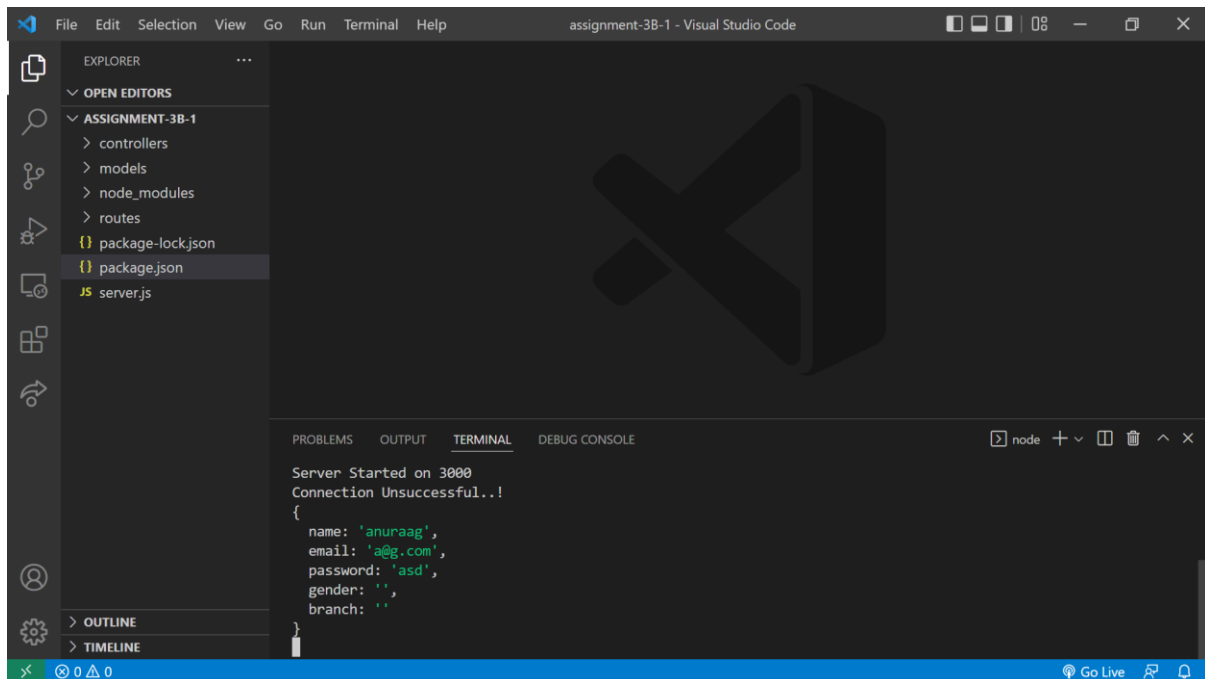 File Edit Selection View Go Run Terminal Help assignment-3B-1 - Visual Studio Code
EXPLORER ...
OPEN EDITORS
ASSIGNMENT-3B-1
controllers
models
node_modules
routes
{} package-lock.json
{} package.json
JS server.js
OUTLINE
TIMELINE
PROBLEMS OUTPUT TERMINAL DEBUG CONSOLE node
Server Started on 3000
Connection Unsuccessful..!
{
name: 'anuraag',
email: 'a@g.com',
password: 'asd',
gender: '',
branch: ''
}
0 0 Go Live